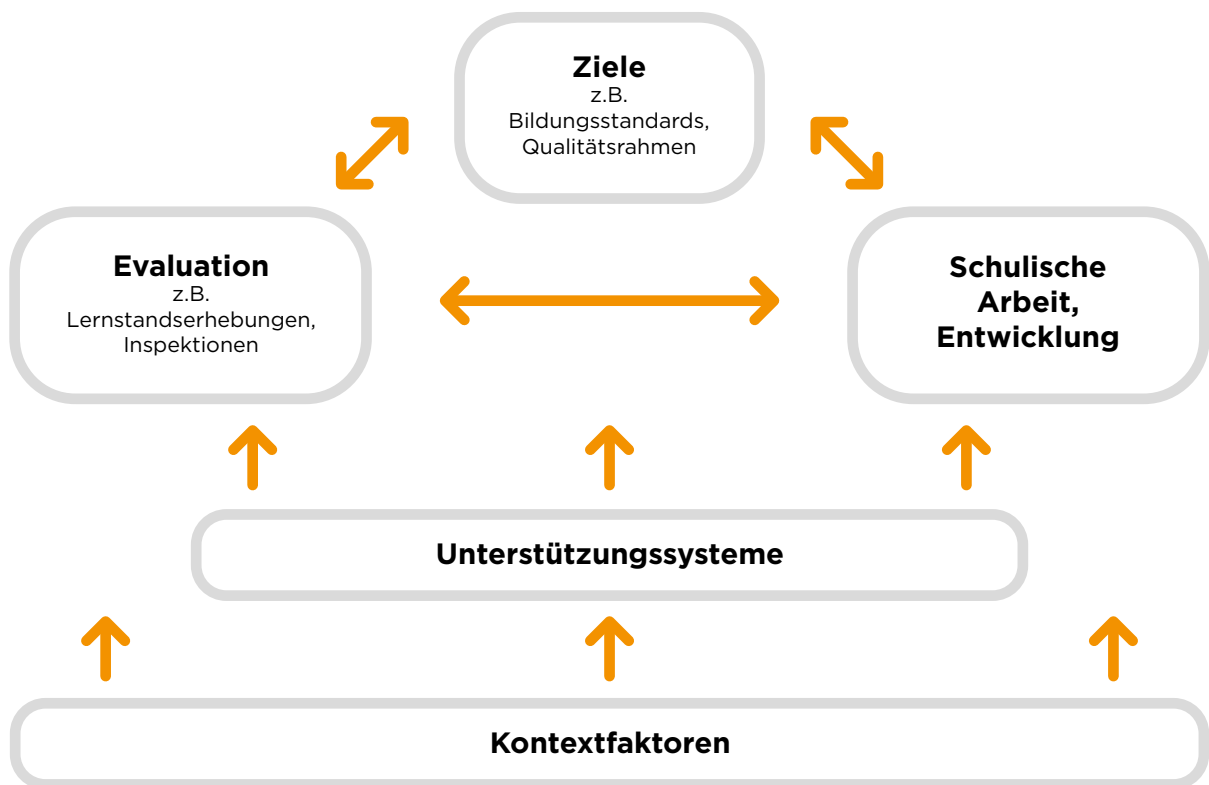 Ziele
z.B.
Bildungsstandards,
Qualitätsrahmen
Evaluation
z.B.
Lernstandserhebungen,
Inspektionen
Schulische
Arbeit,
Entwicklung
Unterstützungssysteme
Kontextfaktoren